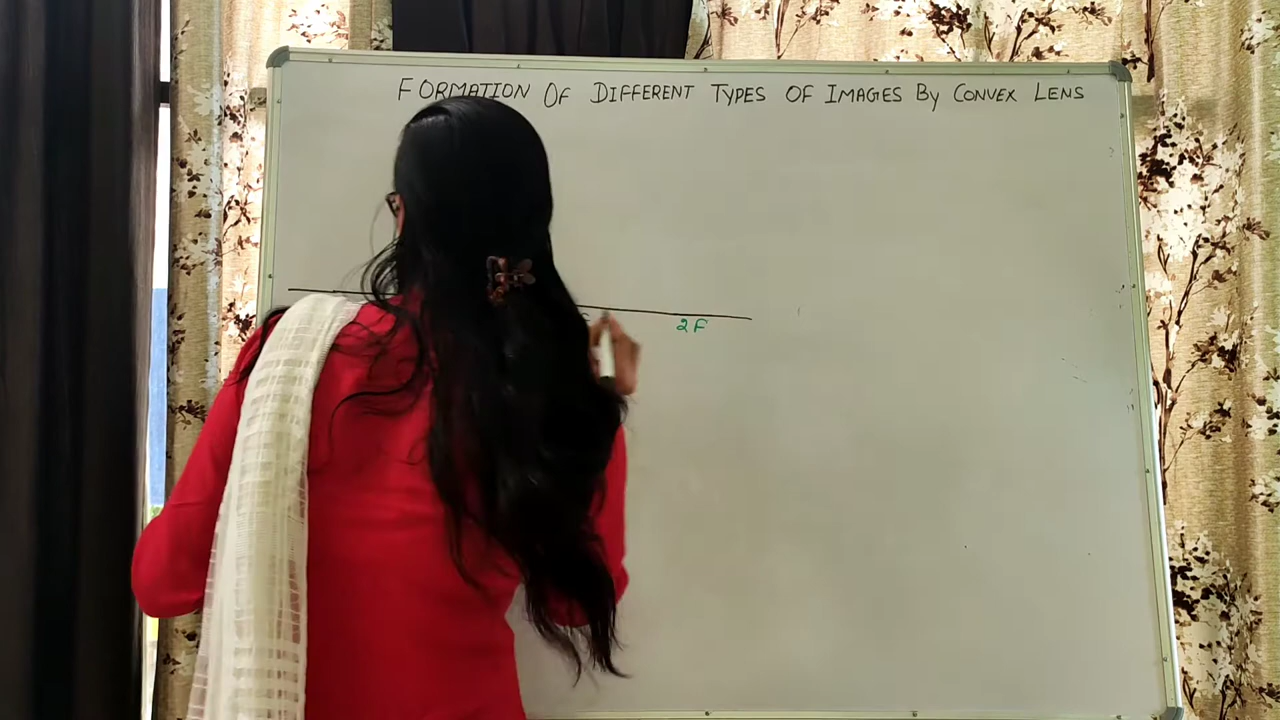 FORMATION OF DIFFERENT TYPES OF IMAGES BY CONVEX LENS
2F